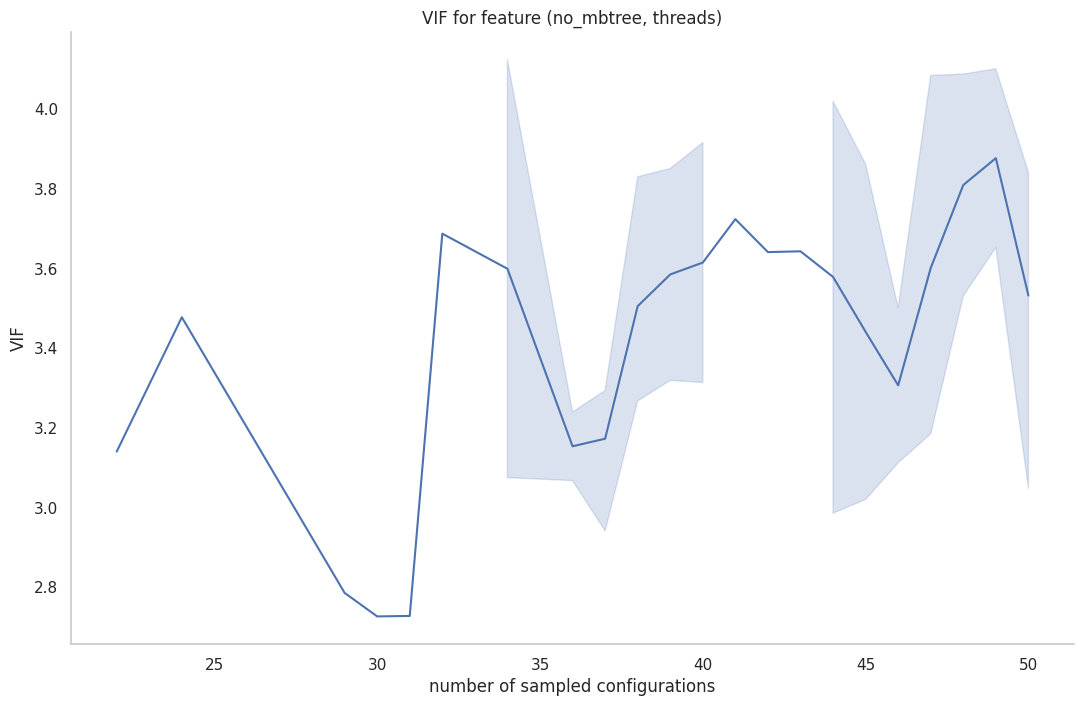 VIF for feature (no_mbtree, threads)
4.0
3.8
3.6
3.4
3.2
3.0
2.8
VIF
25 30 35 40 45 50
number of sampled configurations